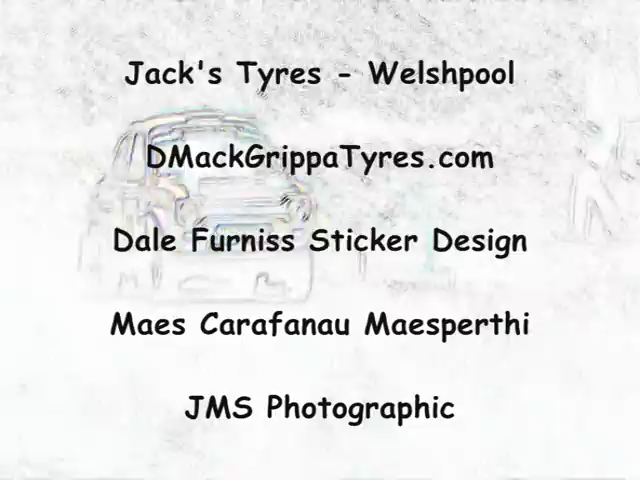 Jack's Tyres - Welshpool
DMackGrippaTyres.com
Dale Furniss Sticker Design
Maes Carafanau Maesperthi
JMS Photographic